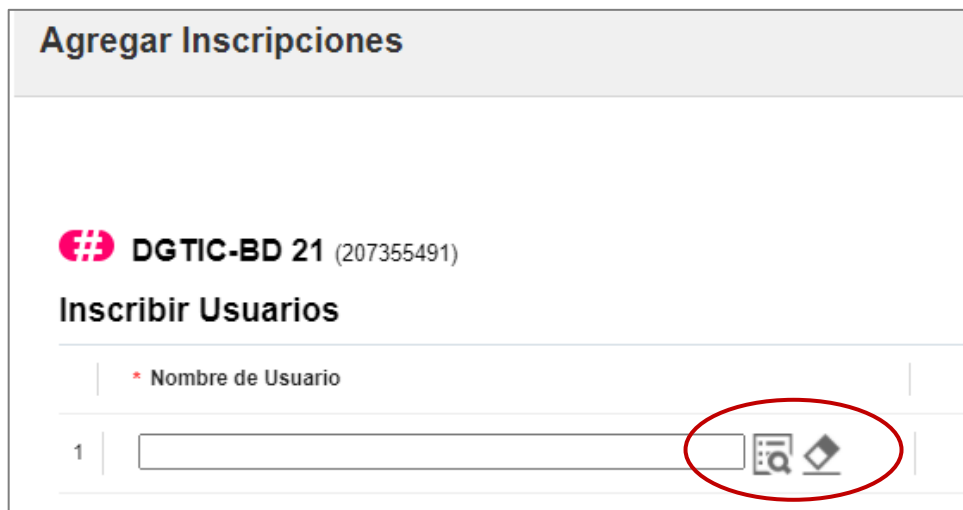 Agregar Inscripciones
DGTIC-BD 21 (207355491)
Inscribir Usuarios
* Nombre de Usuario
1